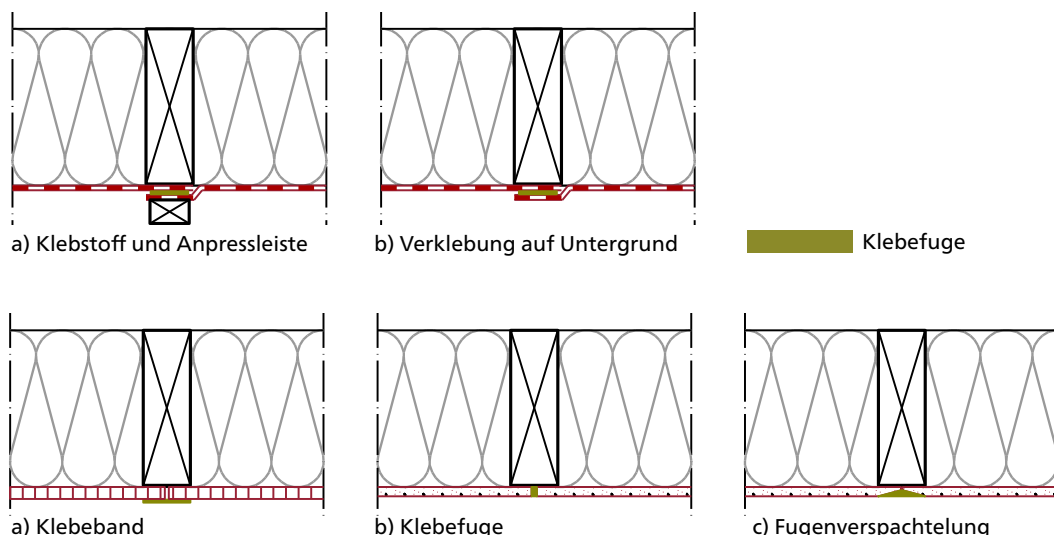 a) Klebstoff und Anpressleiste
b) Verklebung auf Untergrund
Klebefuge
a) Klebeband
b) Klebefuge
c) Fugenverspachtelung